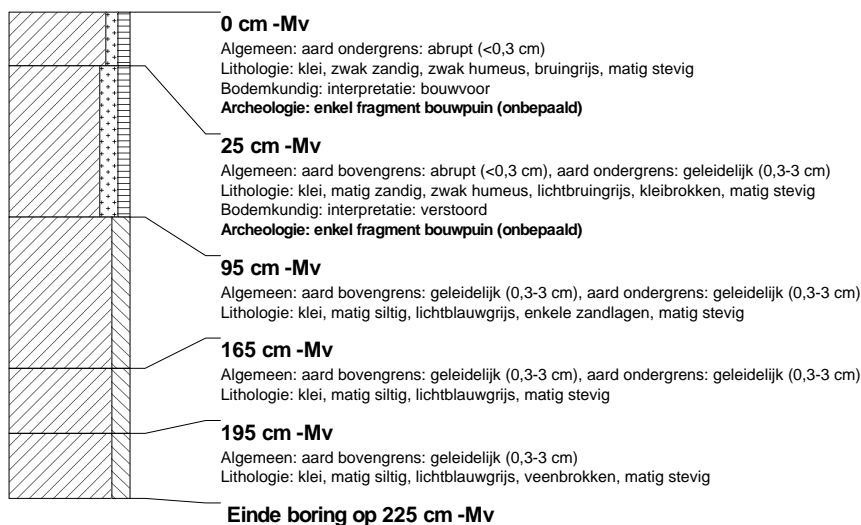 0 cm -Mv
Algemeen: aard ondergrens: abrupt (<0,3 cm)
Lithologie: klei, zwak zandig, zwak humeus, bruingrijs, matig stevig
Bodemkundig: interpretatie: bouwvoor
Archeologie: enkel fragment bouwpuin (onbepaald)
25 cm -Mv
Algemeen: aard bovengrens: abrupt (<0,3 cm), aard ondergrens: geleidelijk (0,3-3 cm)
Lithologie: klei, matig zandig, zwak humeus, lichtbruingrijs, kleibrokken, matig stevig
Bodemkundig: interpretatie: verstoord
Archeologie: enkel fragment bouwpuin (onbepaald)
95 cm -Mv
Algemeen: aard bovengrens: geleidelijk (0,3-3 cm), aard ondergrens: geleidelijk (0,3-3 cm)
Lithologie: klei, matig siltig, lichtblauwgrijs, enkele zandlagen, matig stevig
165 cm -Mv
Algemeen: aard bovengrens: geleidelijk (0,3-3 cm), aard ondergrens: geleidelijk (0,3-3 cm)
Lithologie: klei, matig siltig, lichtblauwgrijs, matig stevig
195 cm -Mv
Algemeen: aard bovengrens: geleidelijk (0,3-3 cm)
Lithologie: klei, matig siltig, lichtblauwgrijs, veenbrokken, matig stevig
Einde boring op 225 cm -Mv